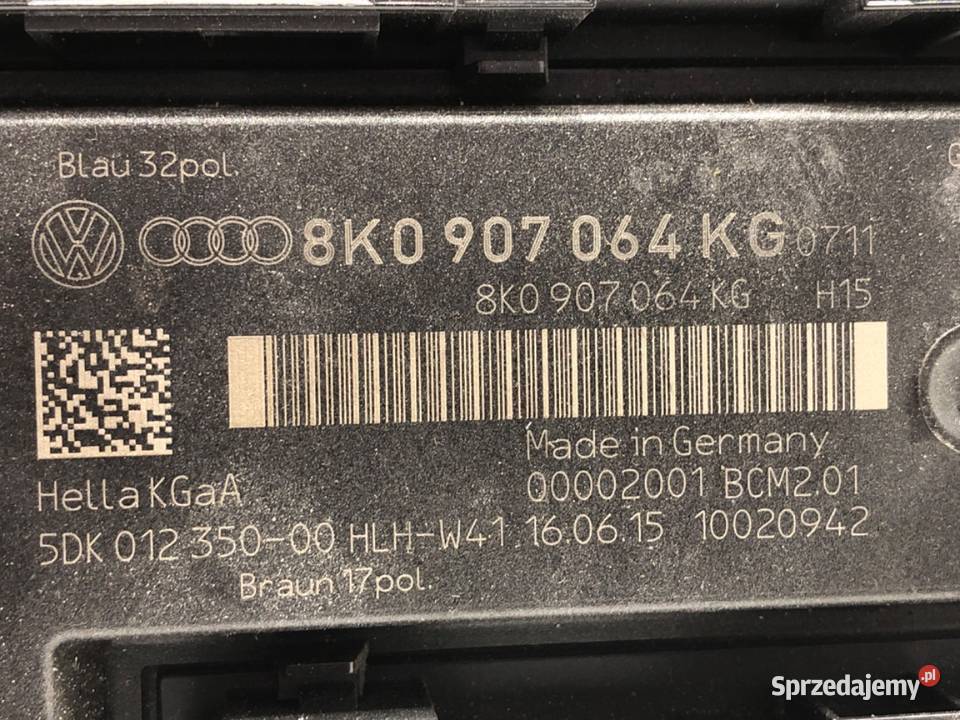 Blau 32pol.
G
8K0 907 064 KG 0711
8K0 907 064 KG H15
Made in Germany
Hella KGaA
00002001 BCM2.01
5DK 012 350-00 HLH-W41 16.06.15 10020942
Braun 17pol.
Sprzedajemy.pl